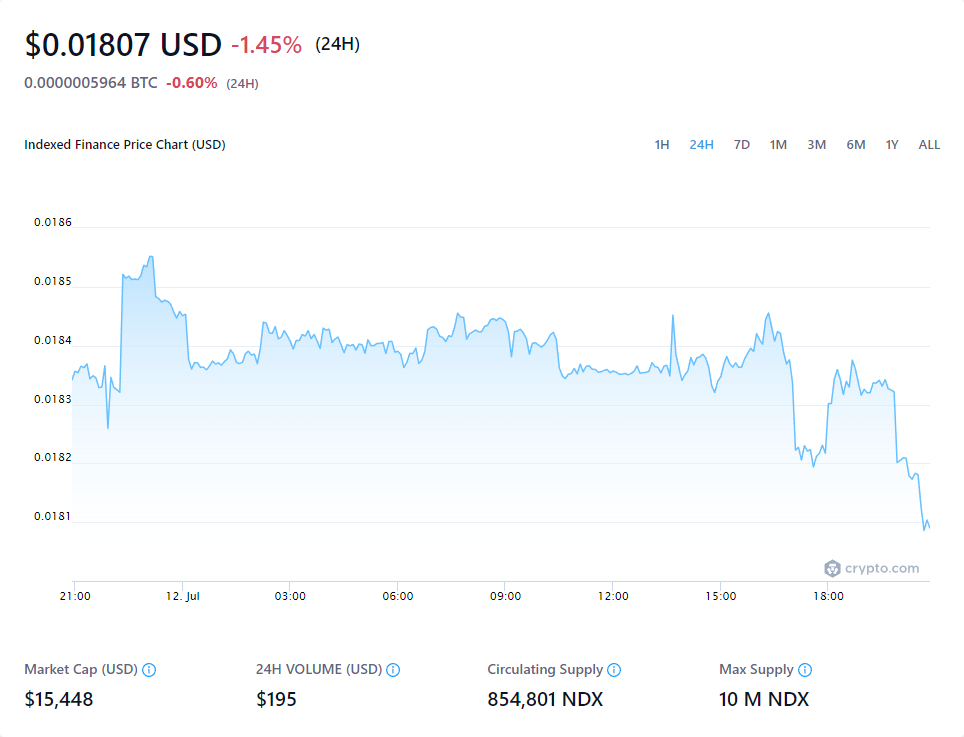 $0.01807 USD -1.45% (24H)
0.0000005964 BTC -0.60% (24H)
Indexed Finance Price Chart (USD) 1H 24H 7D 1M 3M 6M 1Y ALL
0.0186
0.0185
0.0184
0.0183
0.0182
0.0181
crypto.com
21:00 12. Jul 03:00 06:00 09:00 12:00 15:00 18:00
Market Cap (USD) 24H VOLUME (USD) Circulating Supply Max Supply
$15,448 $195 854,801 NDX 10 M NDX